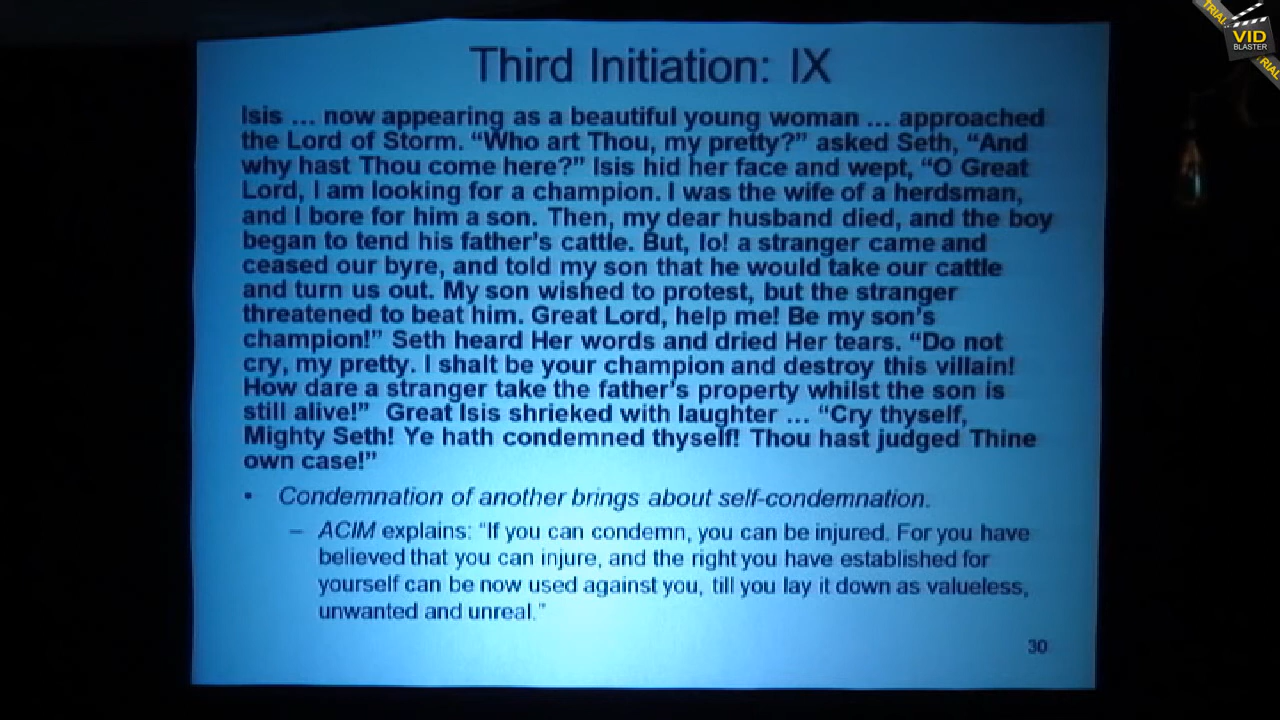 TRIAL
VID
BLASTER
TRIAL
Third Initiation: IX
Isis ... now appearing as a beautiful young woman ... approached
the Lord of Storm. “Who art Thou, my pretty?” asked Seth, “And
why hast Thou come here?” Isis hid her face and wept, “O Great
Lord, I am looking for a champion. I was the wife of a herdsman,
and I bore for him a son. Then, my dear husband died, and the boy
began to tend his father’s cattle. But, lo! a stranger came and
ceased our byre, and told my son that he would take our cattle
and turn us out. My son wished to protest, but the stranger
threatened to beat him. Great Lord, help me! Be my son’s
champion!” Seth heard Her words and dried Her tears. “Do not
cry, my pretty. I shalt be your champion and destroy this villain!
How dare a stranger take the father’s property whilst the son is
still alive!” Great Isis shrieked with laughter ... “Cry thyself,
Mighty Seth! Ye hath condemned thyself! Thou hast judged Thine
own case!”
• Condemnation of another brings about self-condemnation.
– ACIM explains: “If you can condemn, you can be injured. For you have
believed that you can injure, and the right you have established for
yourself can be now used against you, till you lay it down as valueless,
unwanted and unreal.”
30